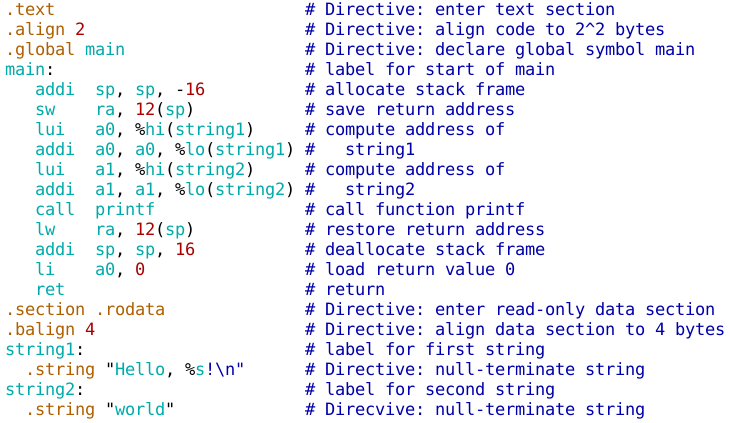 .text # Directive: enter text section
.align 2 # Directive: align code to 2^2 bytes
.global main # Directive: declare global symbol main
main: # label for start of main
addi sp, sp, -16 # allocate stack frame
sw ra, 12(sp) # save return address
lui a0, %hi(string1) # compute address of
addi a0, a0, %lo(string1) # string1
lui a1, %hi(string2) # compute address of
addi a1, a1, %lo(string2) # string2
call printf # call function printf
lw ra, 12(sp) # restore return address
addi sp, sp, 16 # deallocate stack frame
li a0, 0 # load return value 0
ret # return
.section .rodata # Directive: enter read-only data section
.balign 4 # Directive: align data section to 4 bytes
string1: # label for first string
.string "Hello, %s!\n" # Directive: null-terminate string
string2: # label for second string
.string "world" # Direcvive: null-terminate string